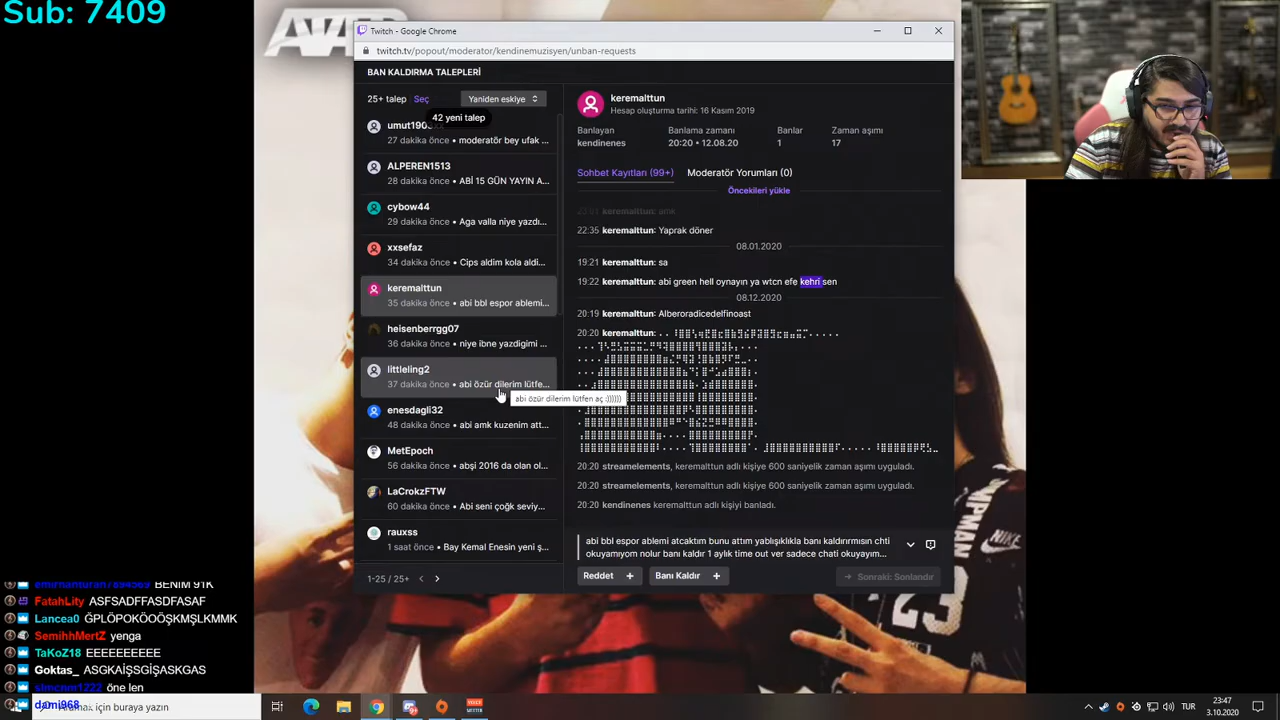 Sub: 7409
Twitch - Google Chrome
twitch.tv/popout/moderator/kendinemuzisyen/unban-requests
BAN KALDIRMA TALEPLERİ
25+ talep Seç Yaniden eskiye
42 yeni talep
27 dakika önce • moderatör bey ufak ...
ALPEREN1513
28 dakika önce • ABİ 15 GÜN YAYIN A...
cybow44
29 dakika önce • Aga valla niye yazdı...
xxsefaz
34 dakika önce • Cips aldim kola aldi...
keremalttun
35 dakika önce • abi bbl espor ablemi...
heisenberrgg07
36 dakika önce • niye ibne yazdigimi ...
littleling2
37 dakika önce • abi özür dilerim lütfe...
abi özür dilerim lütfen aç :))))))
enesdagli32
48 dakika önce • abi amk kuzenim att...
MetEpoch
56 dakika önce • abşi 2016 da olan ol...
LaCrokzFTW
60 dakika önce • Abi seni çoğk seviy...
rauxss
1 saat önce • Bay Kemal Enesin yeni ş...
1-25 / 25+
keremalttun
Hesap oluşturma tarihi: 16 Kasım 2019
Banlayan Banlama zamanı Banlar Zaman aşımı
kendinenes 20:20 • 12.08.20 1 17
Sohbet Kayıtları (99+) Moderatör Yorumları (0)
Öncekileri yükle
keremalttun: amk
22:35 keremalttun: Yaprak döner
08.01.2020
19:21 keremalttun: sa
19:22 keremalttun: abi green hell oynayın ya wtcn efe kehri sen
08.12.2020
20:19 keremalttun: Alberoradicedelfinoast
20:20 keremalttun:
20:20 streamelements, keremalttun adlı kişiye 600 saniyelik zaman aşımı uyguladı.
20:20 streamelements, keremalttun adlı kişiye 600 saniyelik zaman aşımı uyguladı.
20:20 kendinenes keremalttun adlı kişiyi banladı.
abi bbl espor ablemi atcaktım bunu attım yablışıklıkla banı kaldırırmısın chti
okuyamıyom nolur banı kaldır 1 aylık time out ver sadece chati okuyayım...
Reddet + Banı Kaldır + Sonraki: Sonlandır
23
BENIM 91K
FatahLity ASFSADFFASDFASAF
Lancea0 ĞPLÖPOKÖÖŞKMŞLKMMK
SemihhMertZ yenga
TaKoZ18 EEEEEEEEEE
Goktas_ ASGKAİŞSGİŞASKGAS
öne len
dami968
için buraya yazın
TUR
23:47
3.10.2020